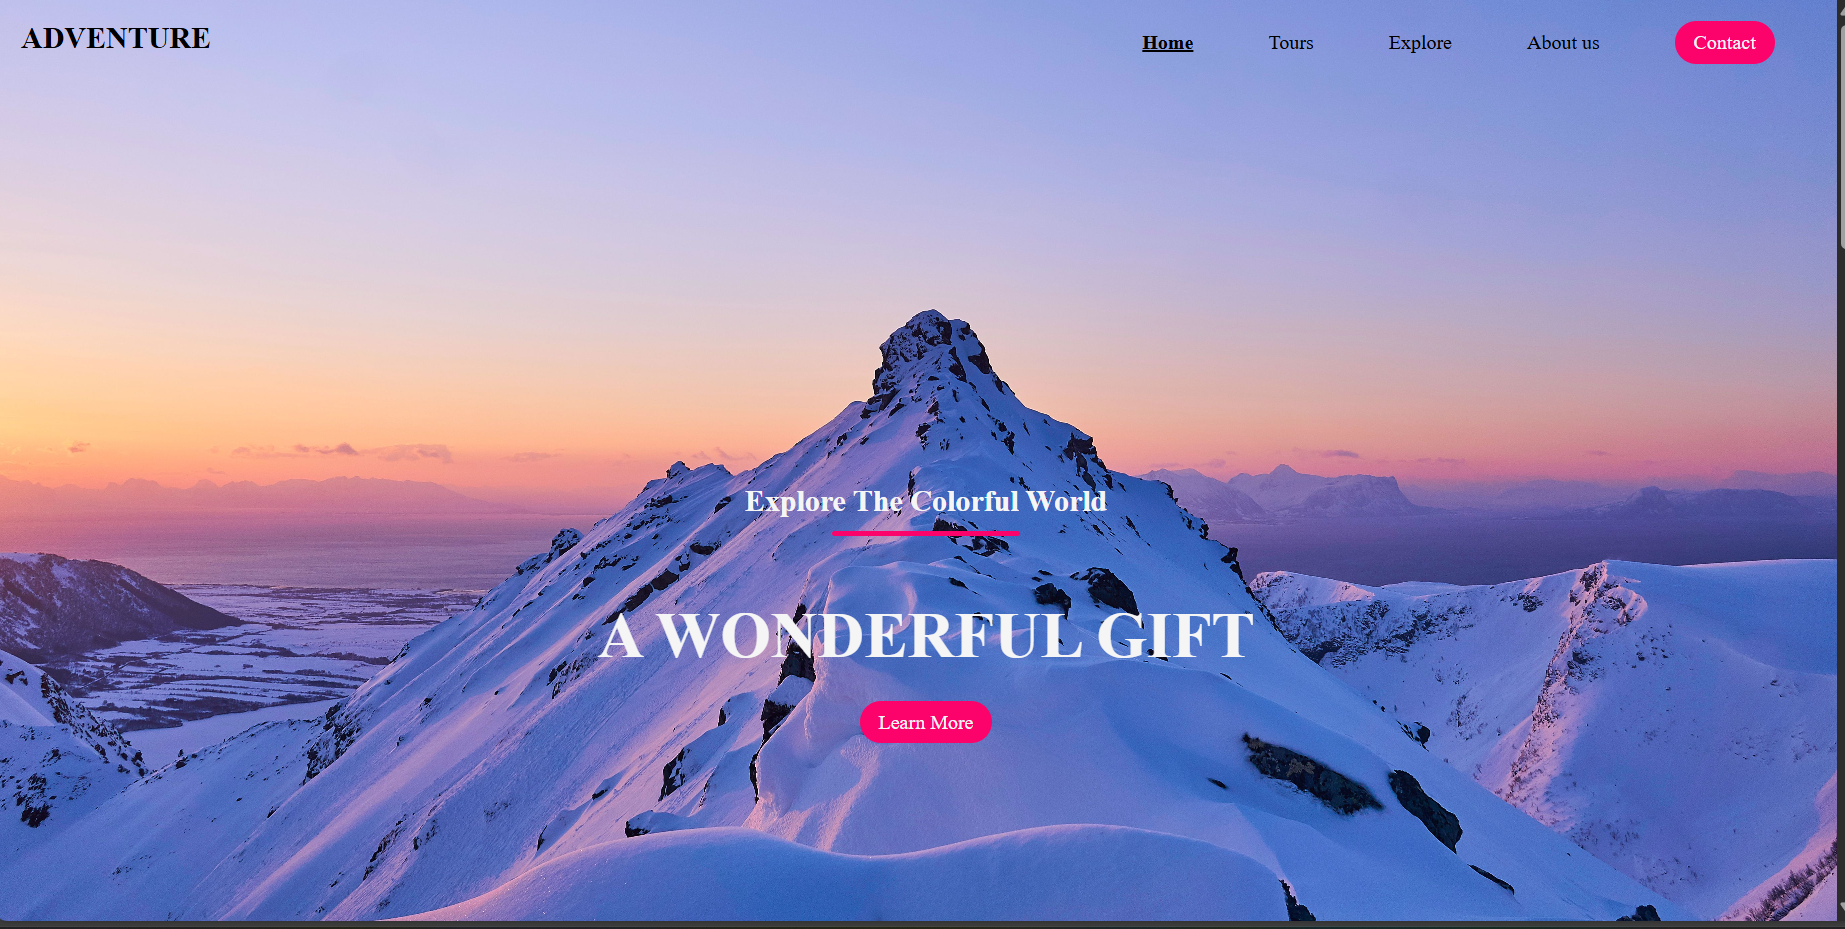 ADVENTURE
Home Tours Explore About us Contact
Explore The Colorful World
A WONDERFUL GIFT
Learn More